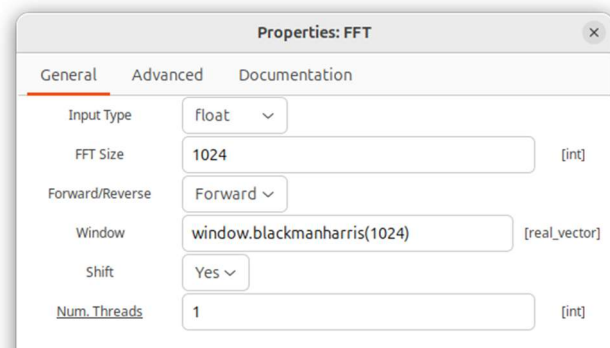 Properties: FFT
General Advanced Documentation
Input Type float
FFT Size 1024 [int]
Forward/Reverse Forward
Window window.blackmanharris(1024) [real_vector]
Shift Yes
Num. Threads 1 [int]